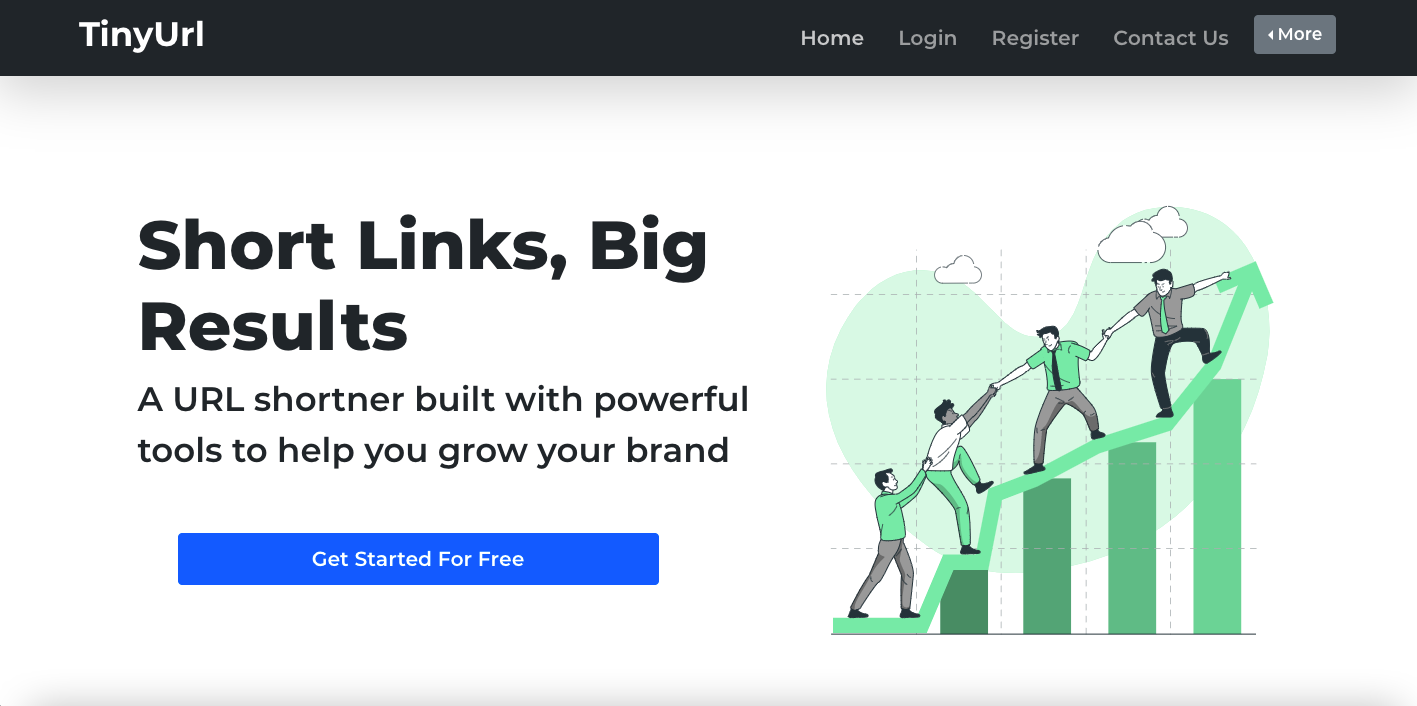 TinyUrl
Home Login Register Contact Us More
Short Links, Big
Results
A URL shortner built with powerful
tools to help you grow your brand
Get Started For Free